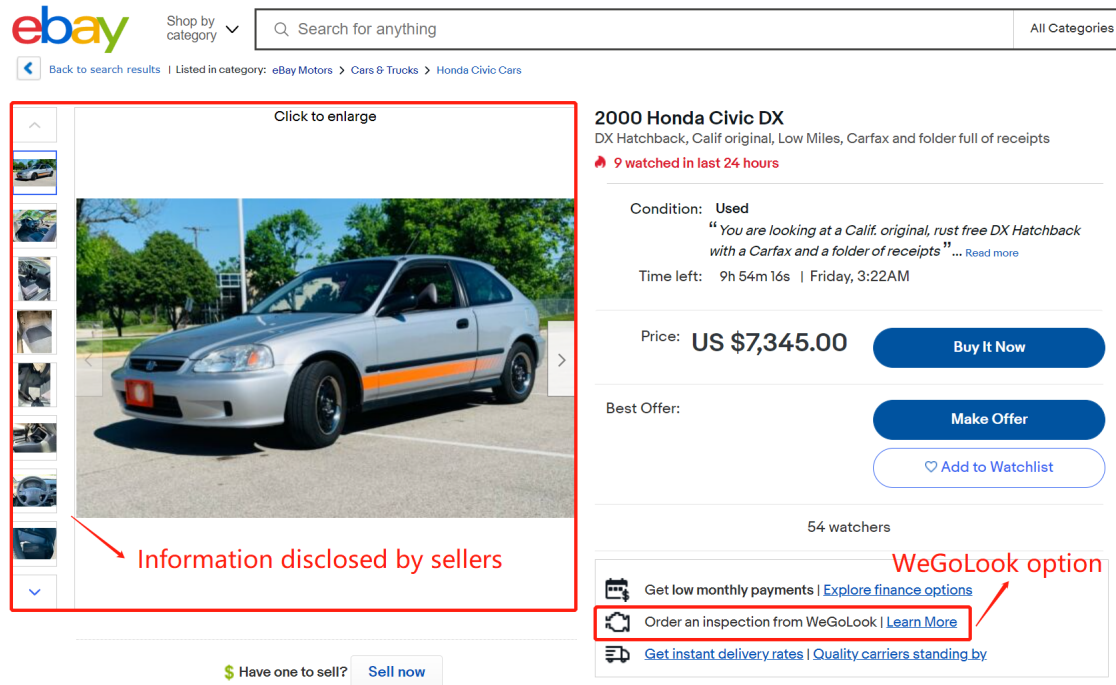 ebay
Shop by
category
Search for anything
All Categories
Back to search results | Listed in category: eBay Motors > Cars & Trucks > Honda Civic Cars
Click to enlarge
2000 Honda Civic DX
DX Hatchback, Calif original, Low Miles, Carfax and folder full of receipts
9 watched in last 24 hours
Condition: Used
“You are looking at a Calif. original, rust free DX Hatchback
with a Carfax and a folder of receipts”... Read more
Time left: 9h 54m 16s | Friday, 3:22AM
Price: US $7,345.00
Buy It Now
Best Offer:
Make Offer
Add to Watchlist
54 watchers
Information disclosed by sellers
WeGoLook option
Get low monthly payments | Explore finance options
Order an inspection from WeGoLook | Learn More
Get instant delivery rates | Quality carriers standing by
$ Have one to sell? Sell now